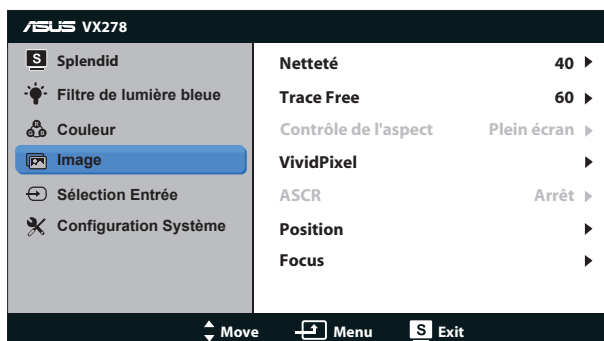 ASUS VX278
S Splendid
Filtre de lumière bleue
Couleur
Image
Sélection Entrée
Configuration Système
Netteté 40
Trace Free 60
Contrôle de l'aspect Plein écran
VividPixel
ASCR Arrêt
Position
Focus
Move Menu S Exit